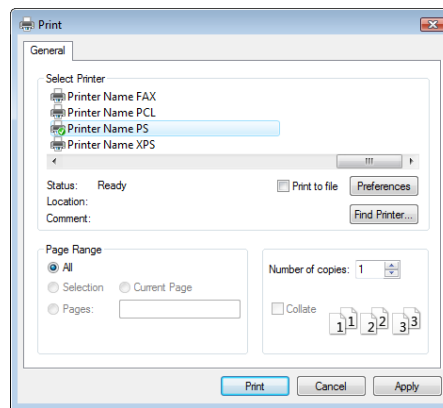 Print
General
Select Printer
Printer Name FAX
Printer Name PCL
Printer Name PS
Printer Name XPS
Status: Ready
Print to file
Preferences
Location:
Comment:
Find Printer...
Page Range
All
Selection Current Page
Pages:
Number of copies: 1
Collate
1 1 2 2 3 3
Print Cancel Apply